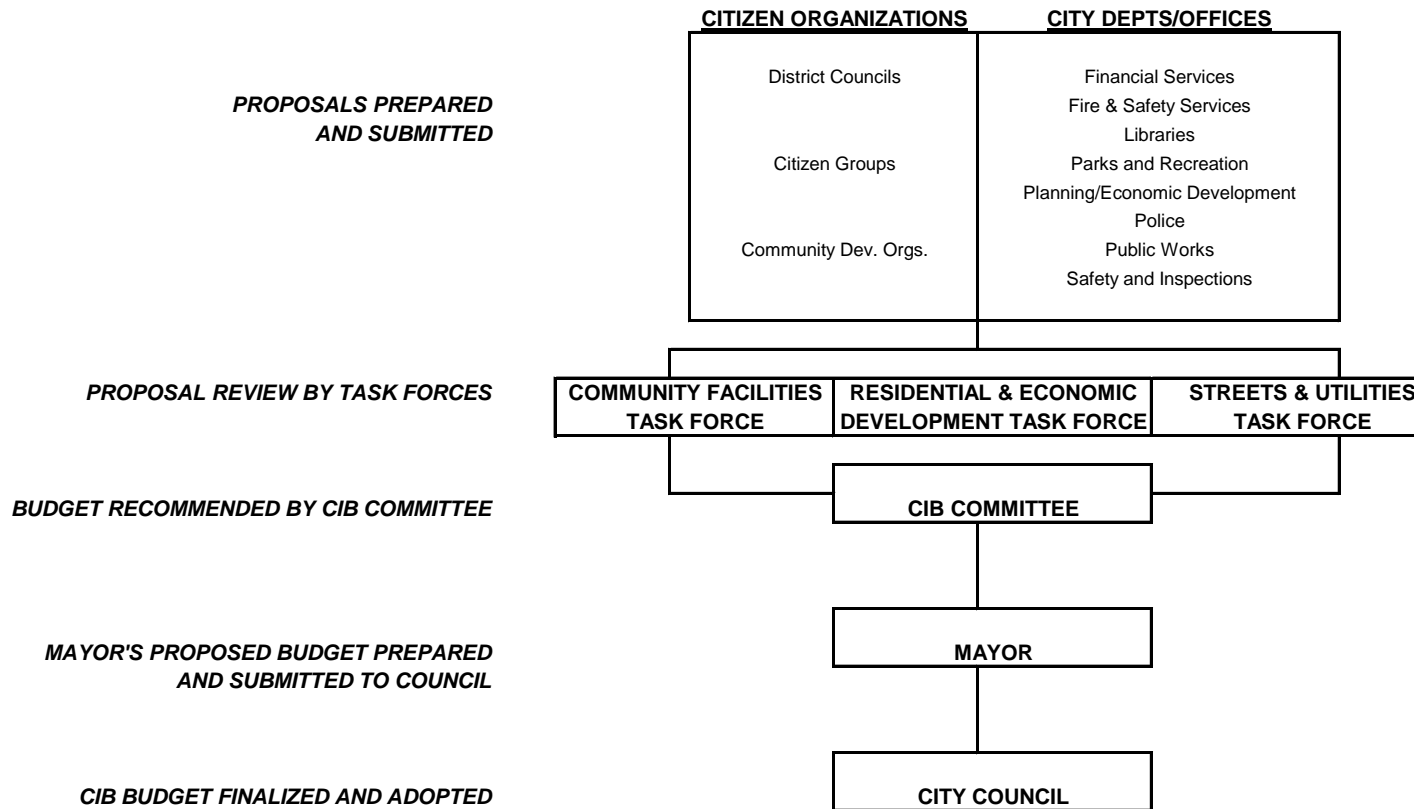 CITIZEN ORGANIZATIONS
CITY DEPTS/OFFICES
PROPOSALS PREPARED
AND SUBMITTED
District Councils
Citizen Groups
Community Dev. Orgs.
Financial Services
Fire & Safety Services
Libraries
Parks and Recreation
Planning/Economic Development
Police
Public Works
Safety and Inspections
PROPOSAL REVIEW BY TASK FORCES
COMMUNITY FACILITIES
TASK FORCE
RESIDENTIAL & ECONOMIC
DEVELOPMENT TASK FORCE
STREETS & UTILITIES
TASK FORCE
BUDGET RECOMMENDED BY CIB COMMITTEE
CIB COMMITTEE
MAYOR'S PROPOSED BUDGET PREPARED
AND SUBMITTED TO COUNCIL
MAYOR
CIB BUDGET FINALIZED AND ADOPTED
CITY COUNCIL